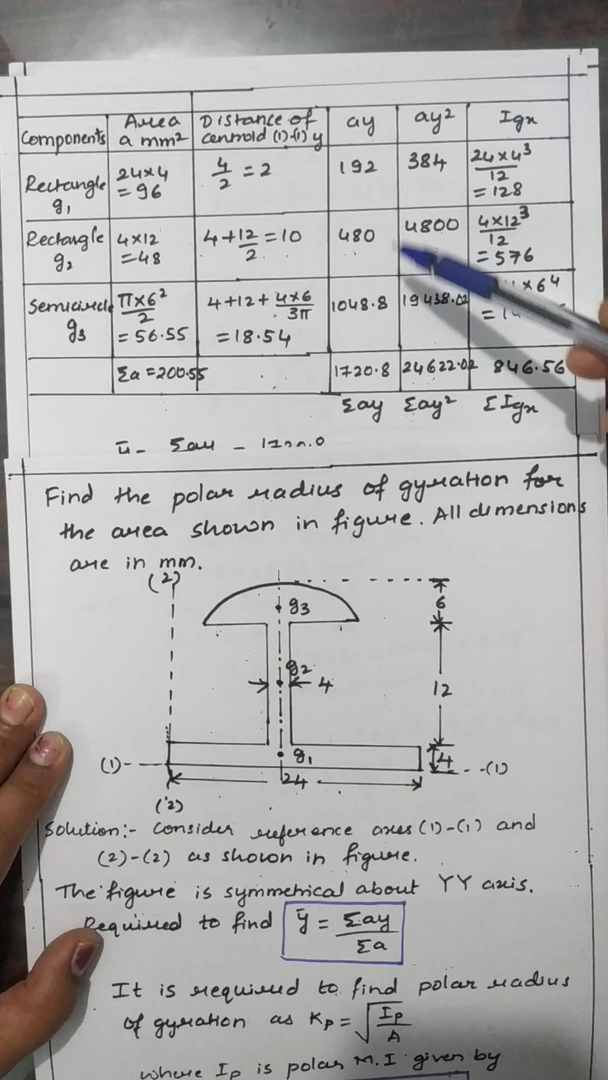 Components | Area a mm² | Distance of centroid (1)-(1) y | ay | ay² | Igx
Rectangle g₁ | 24×4 = 96 | 4/2 = 2 | 192 | 384 | 24×4³/12 = 128
Rectangle g₂ | 4×12 = 48 | 4+12/2 = 10 | 480 | 4800 | 4×12³/12 = 576
Semicircle g₃ | π×6²/2 = 56.55 | 4+12+4×6/3π = 18.54 | 1048.8 | 19438.02 | ×6⁴ =
Σa = 200.55 | 1720.8 | 24622.02 | 846.56
Σay Σay² ΣIgx
Find the polar radius of gyration for
the area shown in figure. All dimensions
are in mm.
(2)
g₃
6
g₂
4
12
g₁
(1)
4
(1)
24
(2)
Solution:- Consider reference axes (1)-(1) and
(2)-(2) as shown in figure.
The figure is symmetrical about YY axis.
Required to find ȳ = Σay/Σa
It is required to find polar radius
of gyration as Kp = √(Ip/A)
where Ip is polar M.I. given by